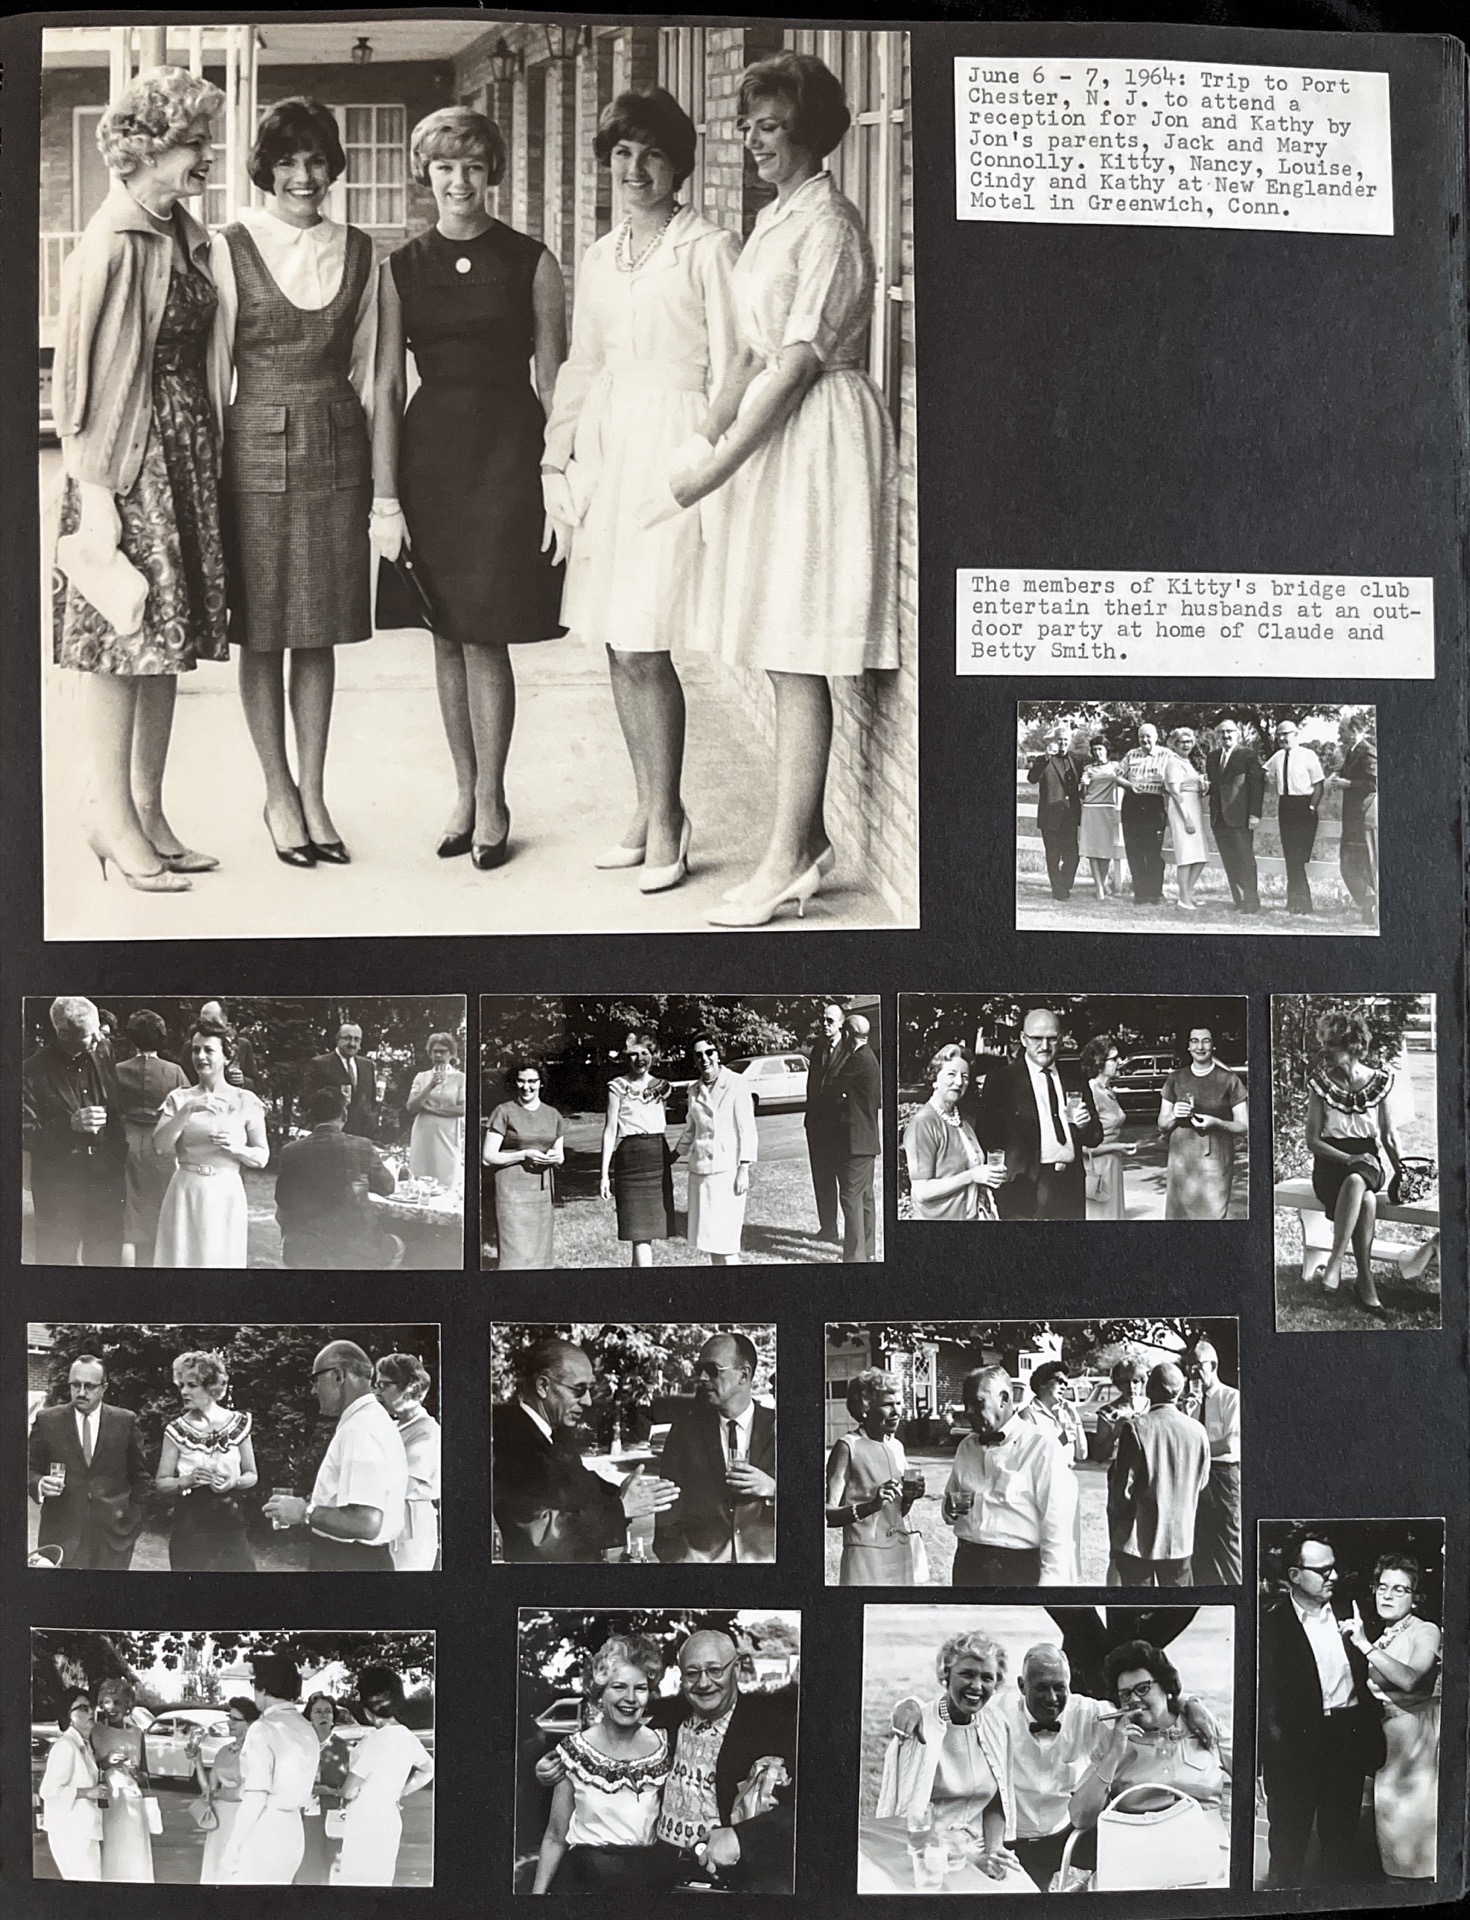 June 6 - 7, 1964: Trip to Port
Chester, N. J. to attend a
reception for Jon and Kathy by
Jon's parents, Jack and Mary
Connolly. Kitty, Nancy, Louise,
Cindy and Kathy at New Englander
Motel in Greenwich, Conn.
The members of Kitty's bridge club
entertain their husbands at an out-
door party at home of Claude and
Betty Smith.